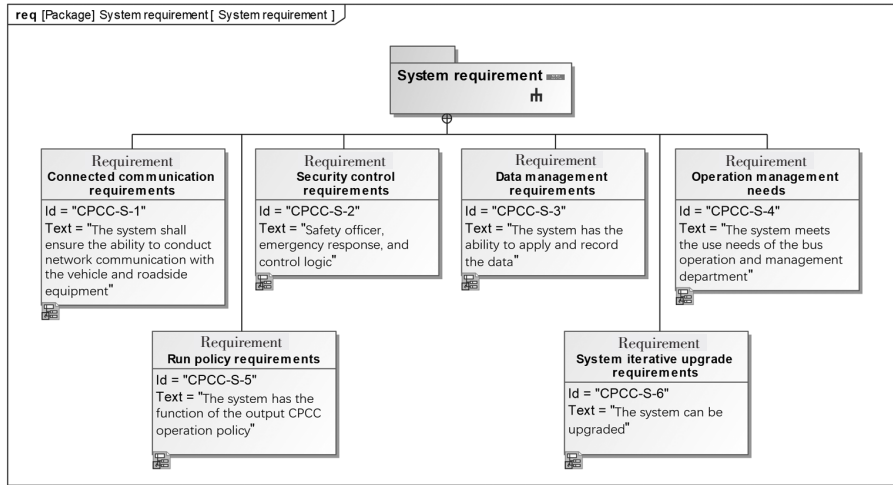 req [Package] System requirement [ System requirement ]
System requirement
Requirement
Connected communication
requirements
Id = "CPCC-S-1"
Text = "The system shall
ensure the ability to conduct
network communication with
the vehicle and roadside
equipment"
Requirement
Security control
requirements
Id = "CPCC-S-2"
Text = "Safety officer,
emergency response, and
control logic"
Requirement
Data management
requirements
Id = "CPCC-S-3"
Text = "The system has the
ability to apply and record
the data"
Requirement
Operation management
needs
Id = "CPCC-S-4"
Text = "The system meets
the use needs of the bus
operation and management
department"
Requirement
Run policy requirements
Id = "CPCC-S-5"
Text = "The system has the
function of the output CPCC
operation policy"
Requirement
System iterative upgrade
requirements
Id = "CPCC-S-6"
Text = "The system can be
upgraded"